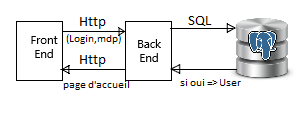 Http
SQL
(Login,mdp)
Front
End
Back
End
Http
page d'accueil
si oui => User